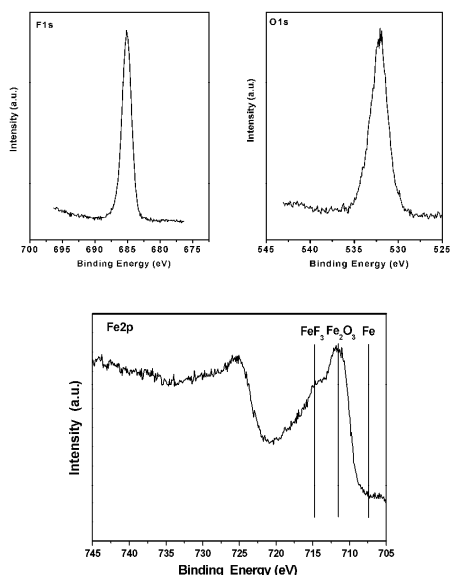 F1s
Intensity (a.u.)
700 695 690 685 680 675
Binding Energy (eV)
O1s
Intensity (a.u.)
545 540 535 530 525
Binding Energy (eV)
Fe2p
FeF₃ Fe₂O₃ Fe
Intensity (a.u.)
745 740 735 730 725 720 715 710 705
Binding Energy (eV)